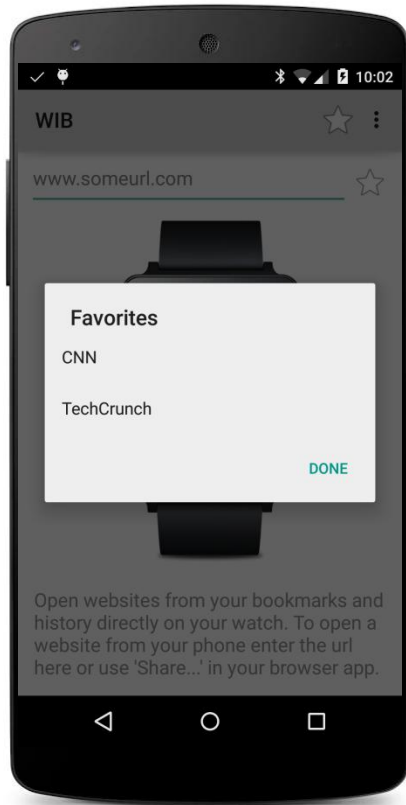 10:02
WIB
www.someurl.com
Favorites
CNN
TechCrunch
DONE
Open websites from your bookmarks and
history directly on your watch. To open a
website from your phone enter the url
here or use 'Share...' in your browser app.